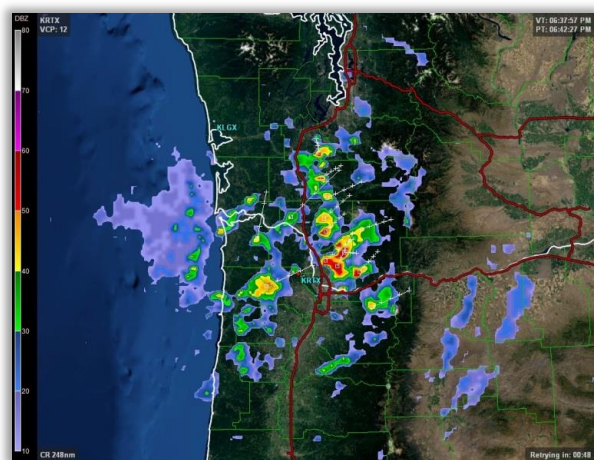 DBZ
80
KRTX
VCP: 12
VT: 06:37:57 PM
PT: 06:42:27 PM
70
KLGX
60
50
40
KRTX
30
20
10
CR 248nm
Retrying in: 00:48